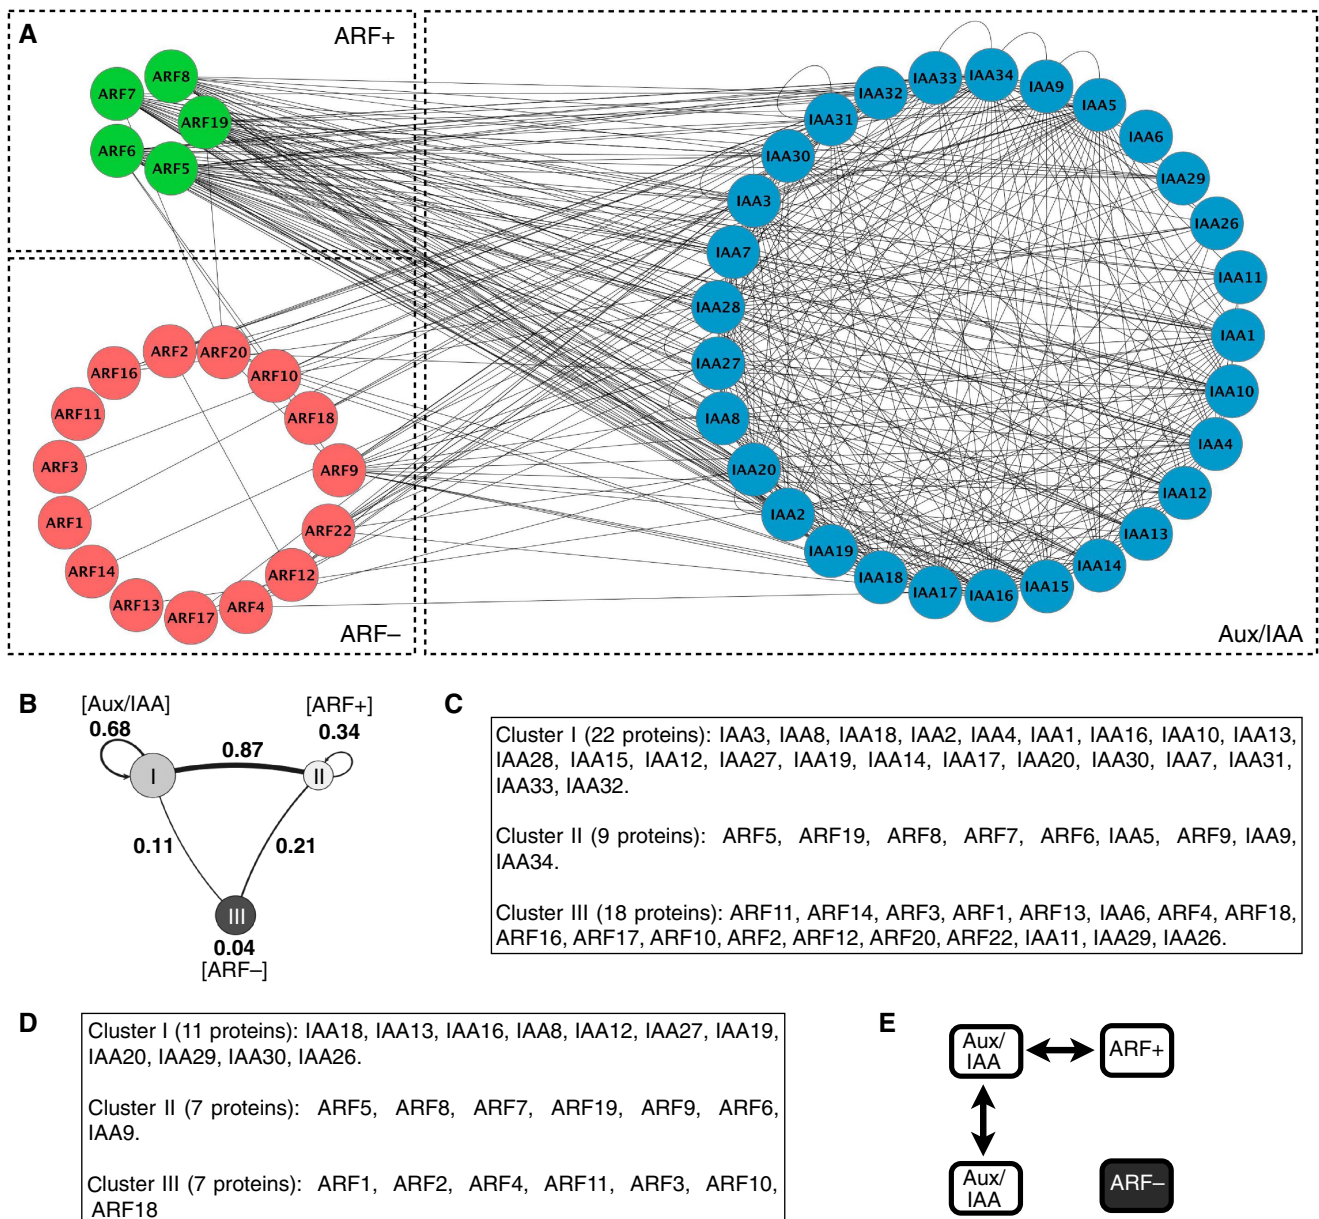 A
ARF+
ARF8
ARF7
ARF19
ARF6
ARF5
ARF2
ARF20
ARF16
ARF10
ARF11
ARF18
ARF3
ARF9
ARF1
ARF22
ARF14
ARF12
ARF13
ARF4
ARF17
ARF–
IAA33
IAA34
IAA9
IAA32
IAA5
IAA31
IAA6
IAA30
IAA29
IAA3
IAA26
IAA7
IAA11
IAA28
IAA1
IAA27
IAA10
IAA8
IAA4
IAA20
IAA12
IAA2
IAA13
IAA19
IAA14
IAA18
IAA15
IAA17
IAA16
Aux/IAA
B
[Aux/IAA]
0.68
[ARF+]
0.34
0.87
I
II
0.11
0.21
III
0.04
[ARF–]
C
Cluster I (22 proteins): IAA3, IAA8, IAA18, IAA2, IAA4, IAA1, IAA16, IAA10, IAA13,
IAA28, IAA15, IAA12, IAA27, IAA19, IAA14, IAA17, IAA20, IAA30, IAA7, IAA31,
IAA33, IAA32.
Cluster II (9 proteins): ARF5, ARF19, ARF8, ARF7, ARF6, IAA5, ARF9, IAA9,
IAA34.
Cluster III (18 proteins): ARF11, ARF14, ARF3, ARF1, ARF13, IAA6, ARF4, ARF18,
ARF16, ARF17, ARF10, ARF2, ARF12, ARF20, ARF22, IAA11, IAA29, IAA26.
D
Cluster I (11 proteins): IAA18, IAA13, IAA16, IAA8, IAA12, IAA27, IAA19,
IAA20, IAA29, IAA30, IAA26.
Cluster II (7 proteins): ARF5, ARF8, ARF7, ARF19, ARF9, ARF6,
IAA9.
Cluster III (7 proteins): ARF1, ARF2, ARF4, ARF11, ARF3, ARF10,
ARF18
E
Aux/
IAA
ARF+
Aux/
IAA
ARF–